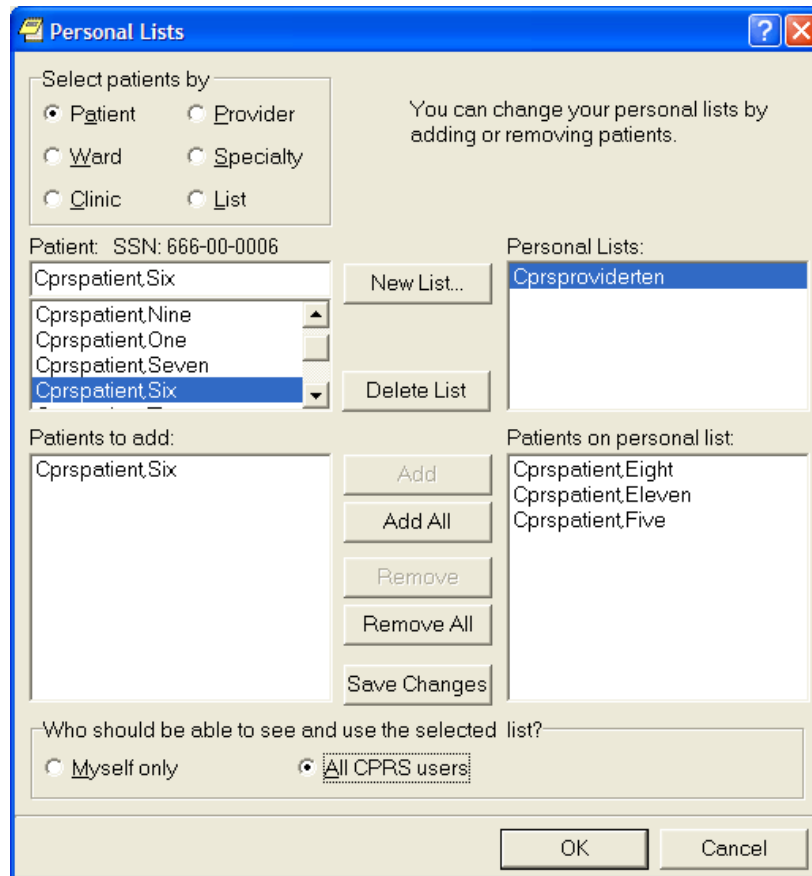 Personal Lists
Select patients by
Patient
Provider
Ward
Specialty
Clinic
List
You can change your personal lists by
adding or removing patients.
Patient: SSN: 666-00-0006
Cprspatient,Six
Cprspatient,Nine
Cprspatient,One
Cprspatient,Seven
Cprspatient,Six
New List...
Delete List
Personal Lists:
Cprsproviderten
Patients to add:
Cprspatient,Six
Add
Add All
Remove
Remove All
Save Changes
Patients on personal list:
Cprspatient,Eight
Cprspatient,Eleven
Cprspatient,Five
Who should be able to see and use the selected list?
Myself only
All CPRS users
OK
Cancel